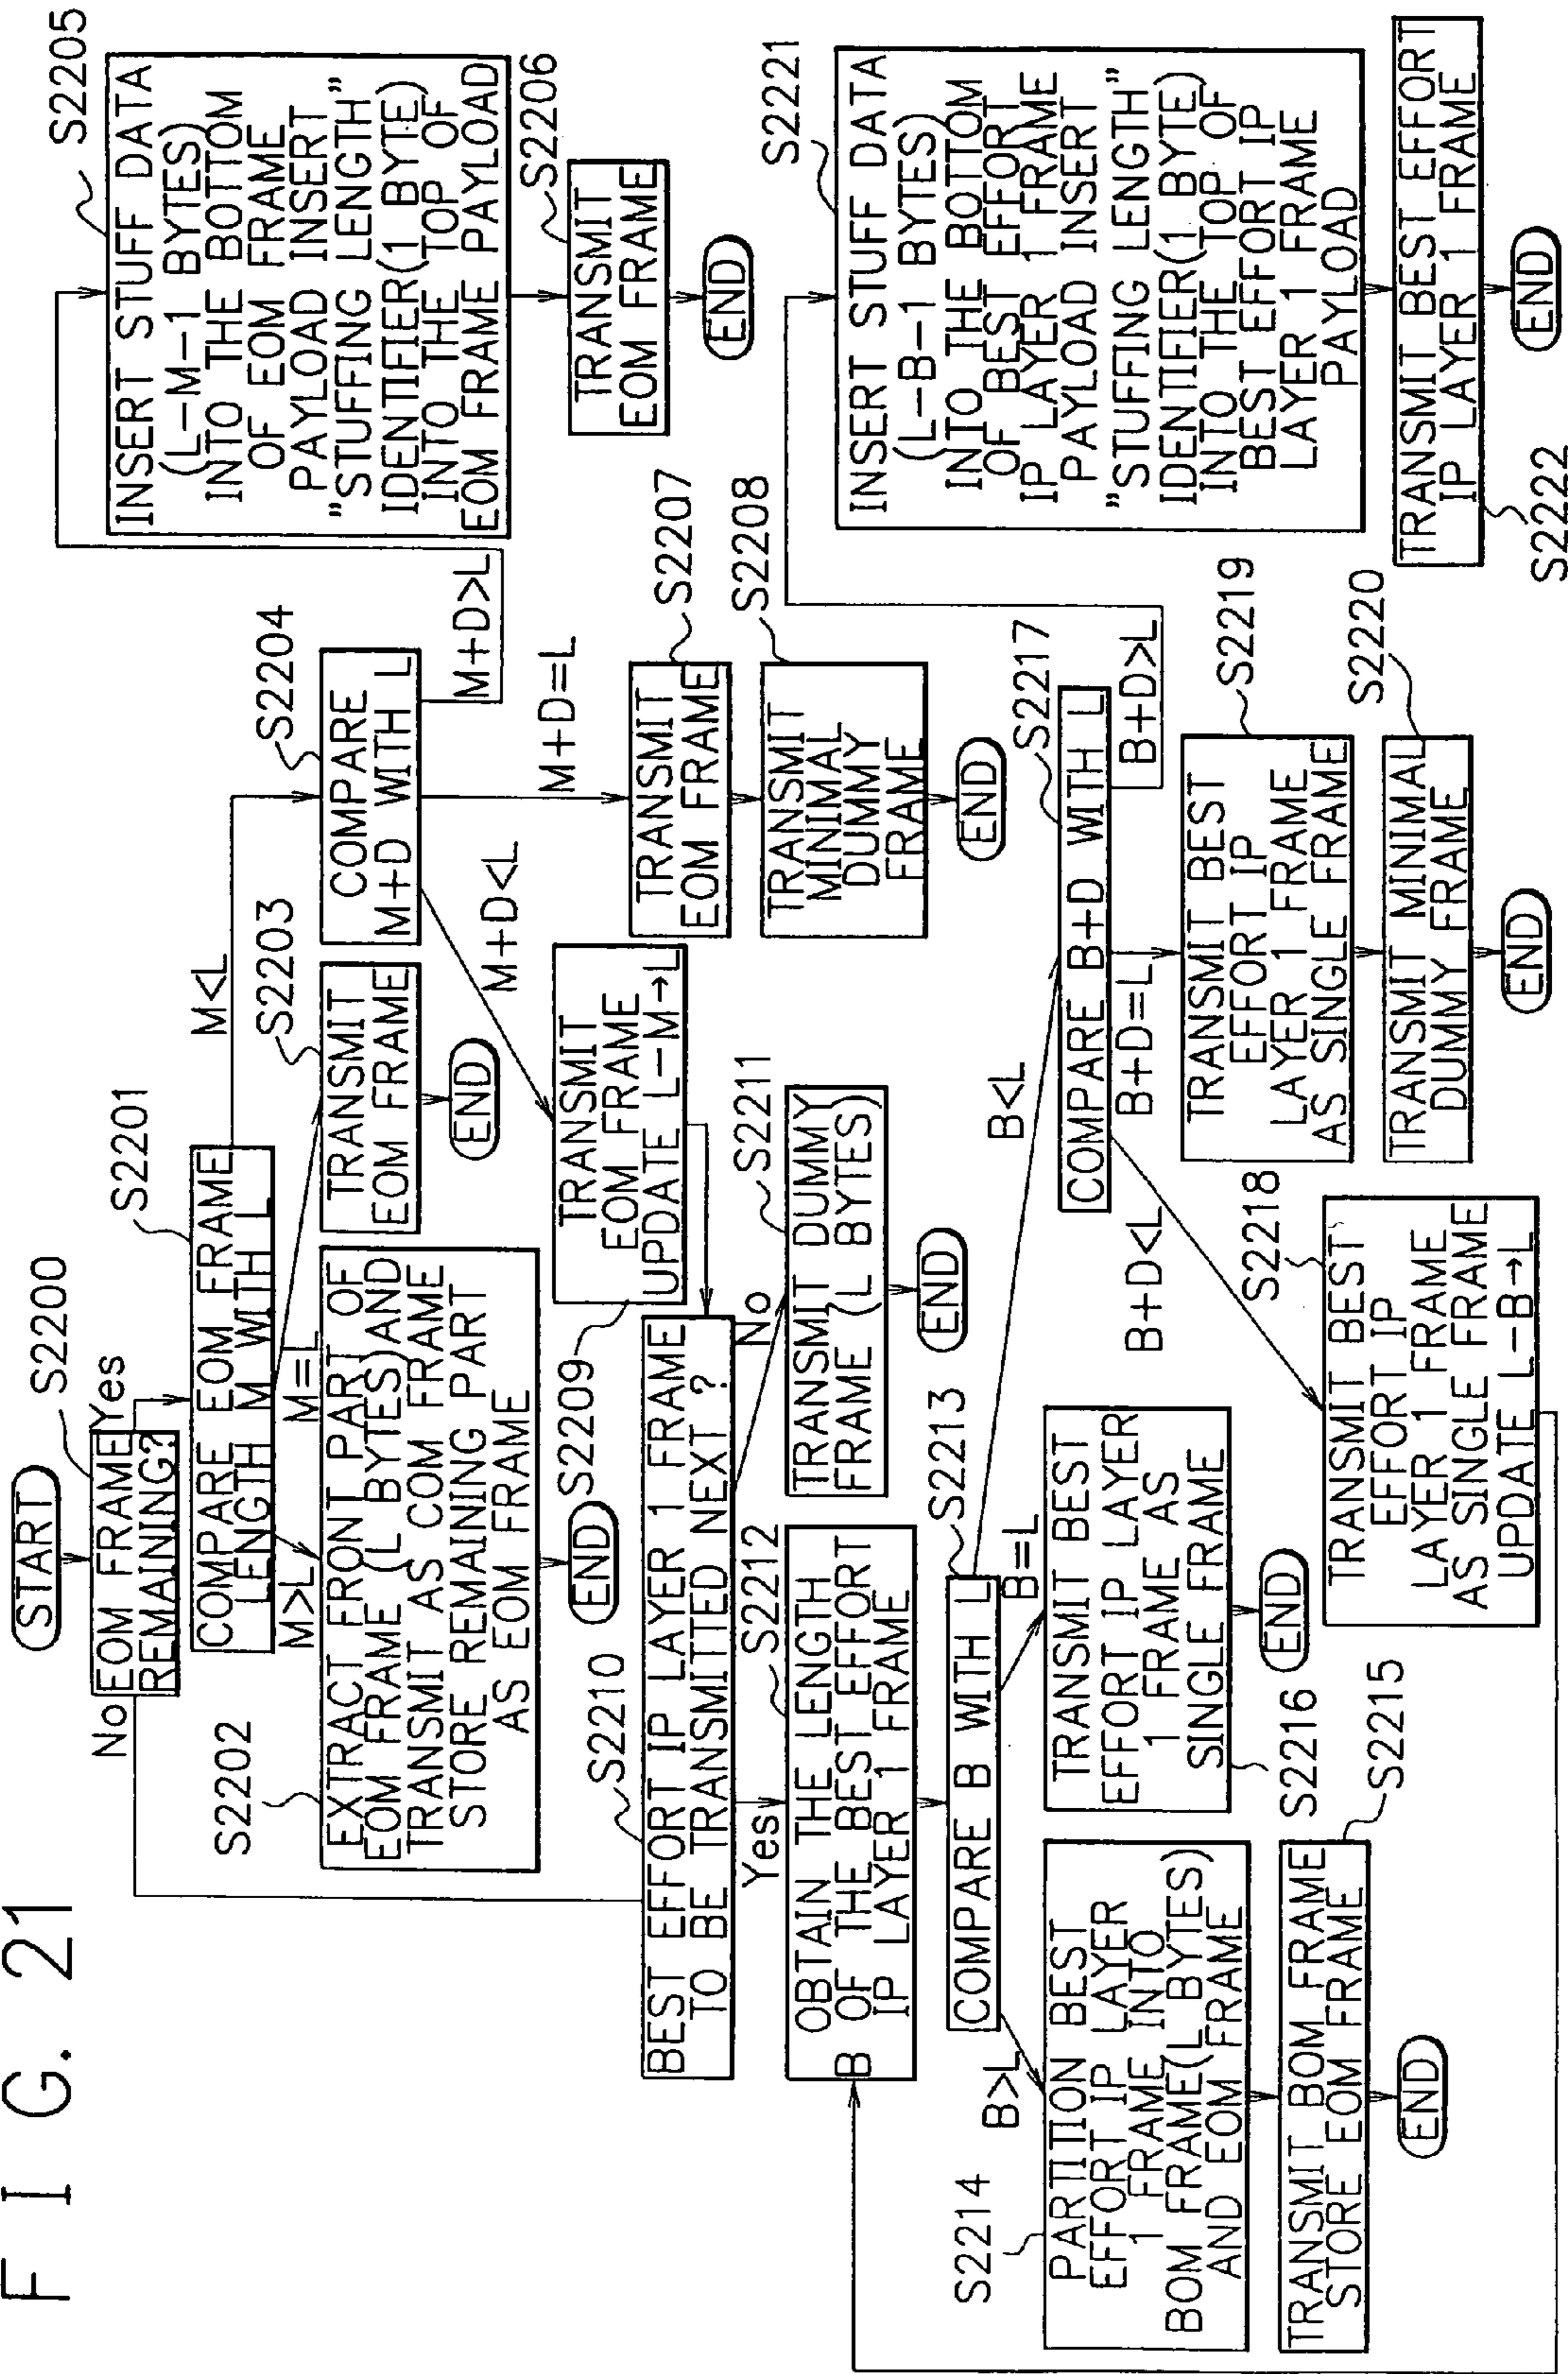 F I G. 21
START
S2200
EOM FRAME
REMAINING?
Yes
No
S2201
COMPARE EOM FRAME
LENGTH M WITH L
M>L
M=L
M<L
S2202
EXTRACT FRONT PART OF
EOM FRAME (L BYTES) AND
TRANSMIT AS COM FRAME
STORE REMAINING PART
AS EOM FRAME
END
S2203
TRANSMIT
EOM FRAME
END
S2204
COMPARE
M+D WITH L
M+D>L
M+D=L
M+D<L
S2205
INSERT STUFF DATA
(L-M-1 BYTES)
INTO THE BOTTOM
OF EOM FRAME
PAYLOAD INSERT
"STUFFING LENGTH"
IDENTIFIER(1 BYTE)
INTO THE TOP OF
EOM FRAME PAYLOAD
S2206
TRANSMIT
EOM FRAME
END
S2207
TRANSMIT
EOM FRAME
S2208
TRANSMIT
MINIMAL
DUMMY
FRAME
END
S2209
TRANSMIT
EOM FRAME
UPDATE L-M→L
S2210
BEST EFFORT IP LAYER 1 FRAME
TO BE TRANSMITTED NEXT ?
No
Yes
S2211
TRANSMIT DUMMY
FRAME (L BYTES)
END
S2212
OBTAIN THE LENGTH
B OF THE BEST EFFORT
IP LAYER 1 FRAME
S2213
COMPARE B WITH L
B>L
B=L
B<L
S2214
PARTITION BEST
EFFORT IP LAYER
1 FRAME INTO
BOM FRAME(L BYTES)
AND EOM FRAME
S2215
TRANSMIT BOM FRAME
STORE EOM FRAME
END
TRANSMIT BEST
EFFORT IP LAYER
1 FRAME AS
SINGLE FRAME
S2216
END
S2217
COMPARE B+D WITH L
B+D<L
B+D=L
B+D>L
S2218
TRANSMIT BEST
EFFORT IP
LAYER 1 FRAME
AS SINGLE FRAME
UPDATE L-B→L
S2219
TRANSMIT BEST
EFFORT IP
LAYER 1 FRAME
AS SINGLE FRAME
S2220
TRANSMIT MINIMAL
DUMMY FRAME
END
S2221
INSERT STUFF DATA
(L-B-1 BYTES)
INTO THE BOTTOM
OF BEST EFFORT
IP LAYER 1 FRAME
PAYLOAD INSERT
"STUFFING LENGTH"
IDENTIFIER(1 BYTE)
INTO THE TOP OF
BEST EFFORT IP
LAYER 1 FRAME
PAYLOAD
TRANSMIT BEST EFFORT
IP LAYER 1 FRAME
S2222
END